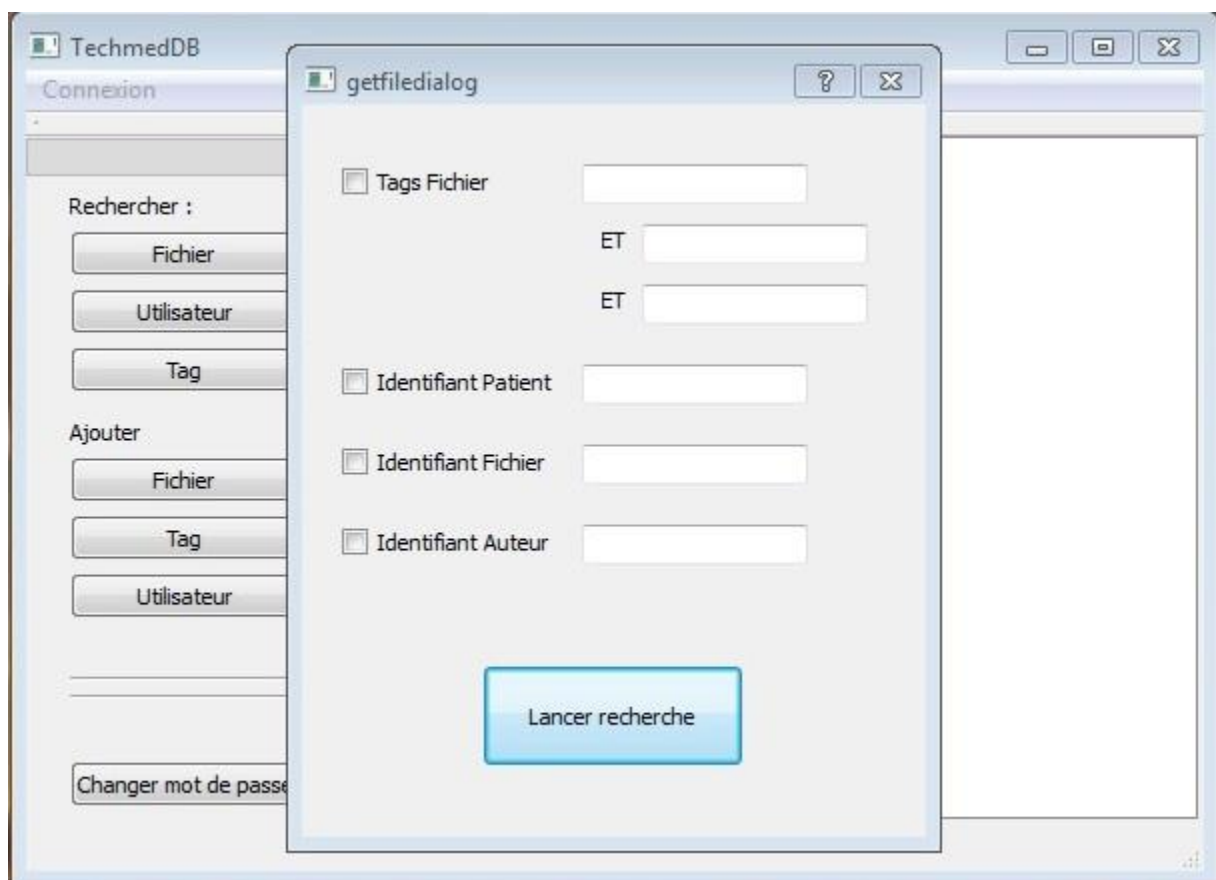 TechmedDB
Connexion
Rechercher :
Fichier
Utilisateur
Tag
Ajouter
Fichier
Tag
Utilisateur
Changer mot de passe
getfiledialog
Tags Fichier
ET
ET
Identifiant Patient
Identifiant Fichier
Identifiant Auteur
Lancer recherche